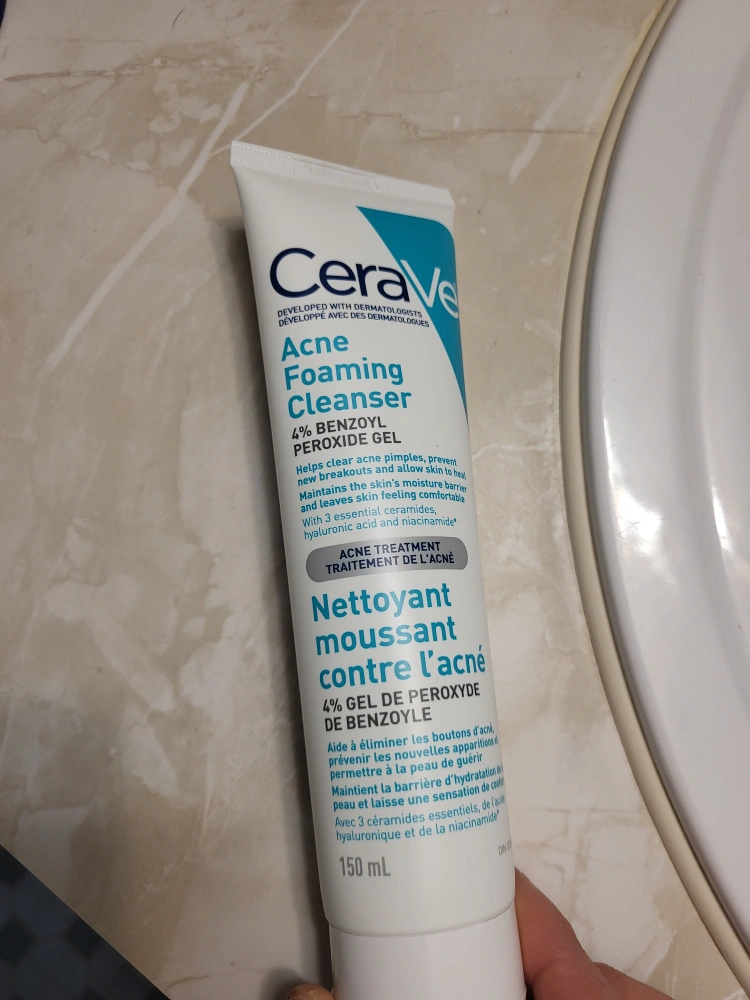 CeraVe
DEVELOPED WITH DERMATOLOGISTS
DÉVELOPPÉ AVEC DES DERMATOLOGUES
Acne
Foaming
Cleanser
4% BENZOYL
PEROXIDE GEL
Helps clear acne pimples, prevent
new breakouts and allow skin to heal
Maintains the skin's moisture barrier
and leaves skin feeling comfortable
With 3 essential ceramides,
hyaluronic acid and niacinamide*
ACNE TREATMENT
TRAITEMENT DE L'ACNÉ
Nettoyant
moussant
contre l'acné
4% GEL DE PEROXYDE
DE BENZOYLE
Aide à éliminer les boutons d'acné,
prévenir les nouvelles apparitions
permettre à la peau de guérir
Maintient la barrière d'hydratation
peau et laisse une sensation de
Avec 3 céramides essentiels, de
hyaluronique et de la niacinamide*
150 mL
DIN